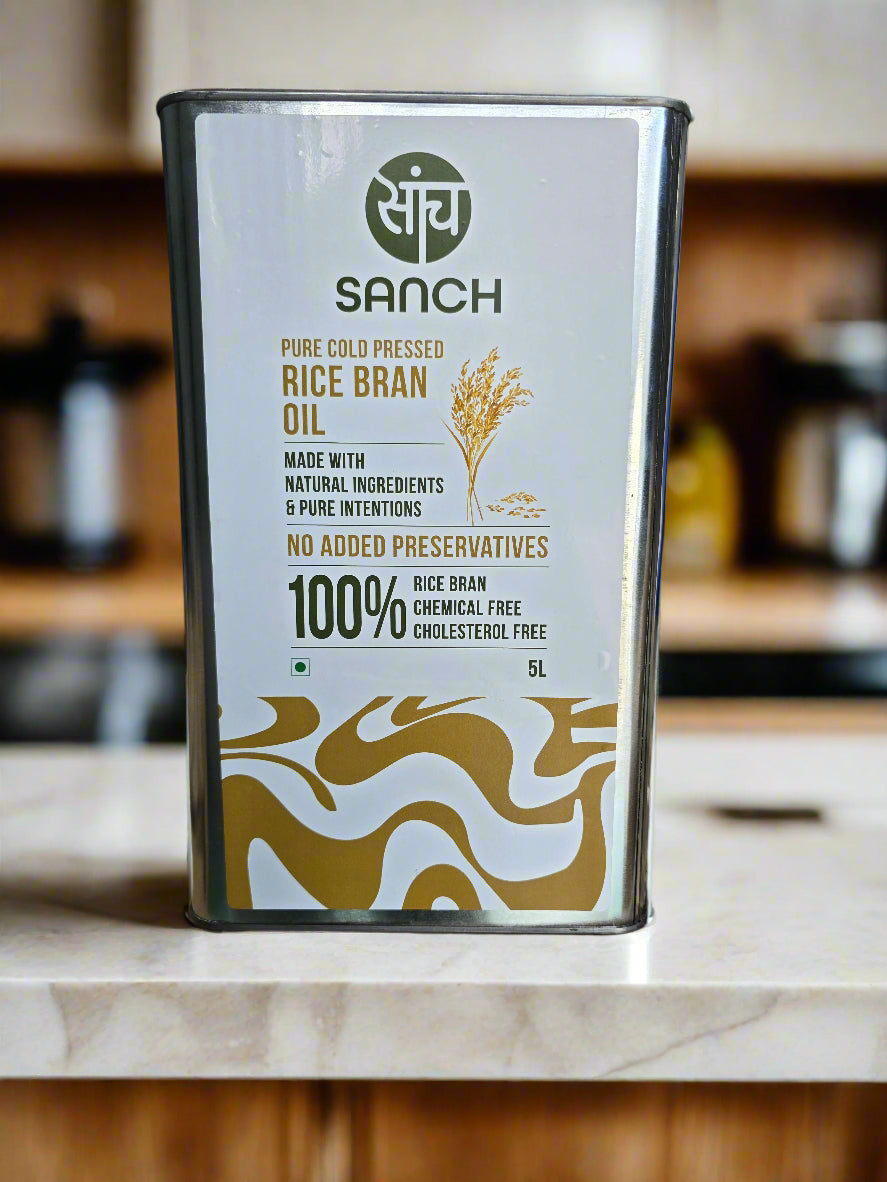 सांच
SANCH
PURE COLD PRESSED
RICE BRAN
OIL
MADE WITH
NATURAL INGREDIENTS
& PURE INTENTIONS
NO ADDED PRESERVATIVES
100%
RICE BRAN
CHEMICAL FREE
CHOLESTEROL FREE
5L